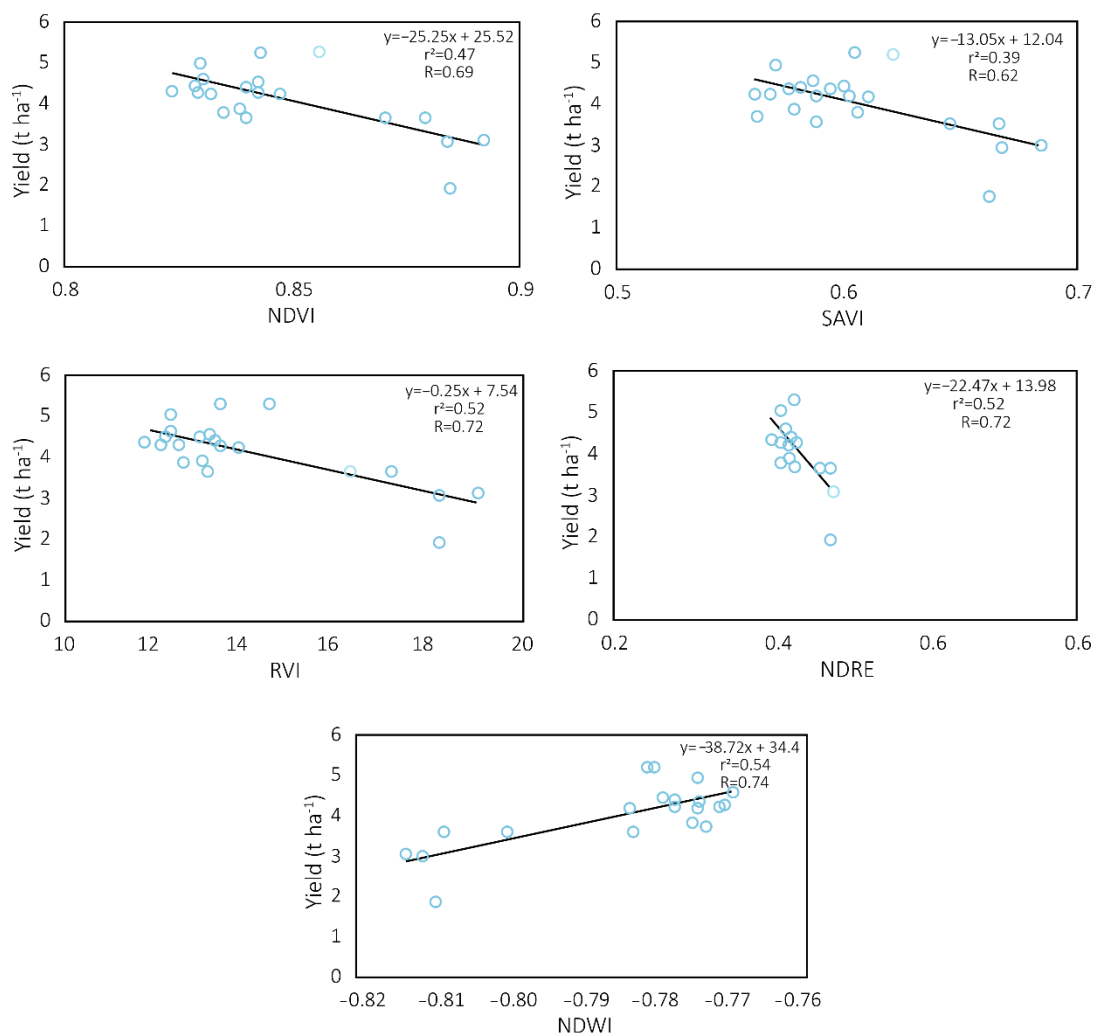 6
5
4
3
2
1
0
Yield (t ha⁻¹)
y=−25.25x + 25.52
r²=0.47
R=0.69
0.8
0.85
0.9
NDVI
6
5
4
3
2
1
0
Yield (t ha⁻¹)
y=−13.05x + 12.04
r²=0.39
R=0.62
0.5
0.6
0.7
SAVI
6
5
4
3
2
1
0
Yield (t ha⁻¹)
y=−0.25x + 7.54
r²=0.52
R=0.72
10
12
14
16
18
20
RVI
6
5
4
3
2
1
0
Yield (t ha⁻¹)
y=−22.47x + 13.98
r²=0.52
R=0.72
0.2
0.4
0.6
0.6
NDRE
6
5
4
3
2
1
0
Yield (t ha⁻¹)
y=−38.72x + 34.4
r²=0.54
R=0.74
−0.82
−0.81
−0.80
−0.79
−0.78
−0.77
−0.76
NDWI